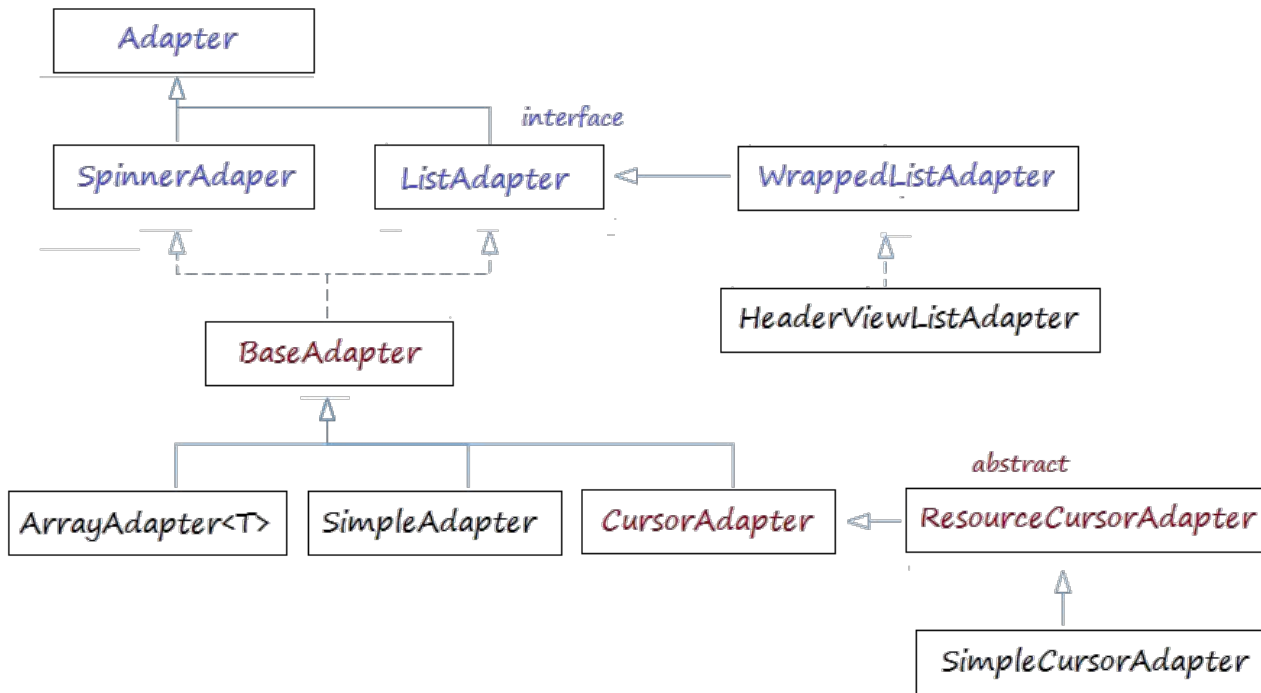 Adapter
interface
SpinnerAdaper
ListAdapter
WrappedListAdapter
HeaderViewListAdapter
BaseAdapter
abstract
ArrayAdapter<T>
SimpleAdapter
CursorAdapter
ResourceCursorAdapter
SimpleCursorAdapter